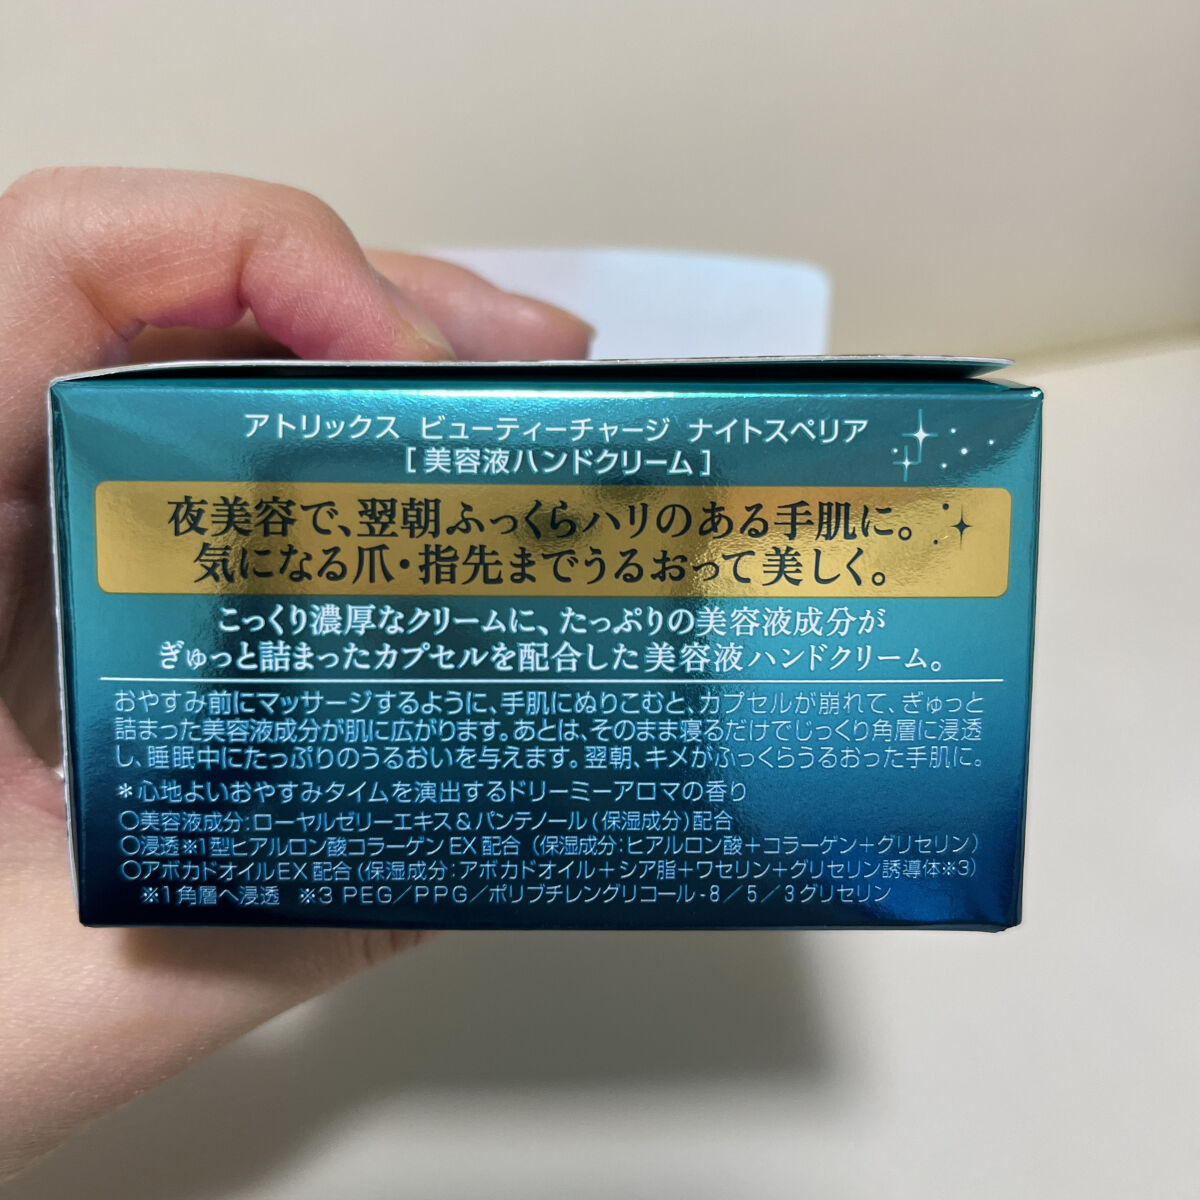 アトリックス ビューティーチャージ ナイトスペリア
[美容液ハンドクリーム]
夜美容で、翌朝ふっくらハリのある手肌に。
気になる爪・指先までうるおって美しく。
こっくり濃厚なクリームに、たっぷりの美容液成分が
ぎゅっと詰まったカプセルを配合した美容液ハンドクリーム。
おやすみ前にマッサージするように、手肌にぬりこむと、カプセルが崩れて、ぎゅっと
詰まった美容液成分が肌に広がります。あとは、そのまま寝るだけでじっくり角層に浸透
し、睡眠中にたっぷりのうるおいを与えます。翌朝、キメがふっくらうるおった手肌に。
*心地よいおやすみタイムを演出するドリーミーアロマの香り
○美容液成分:ローヤルゼリーエキス&パンテノール(保湿成分)配合
○浸透※1型ヒアルロン酸コラーゲンEX配合(保湿成分:ヒアルロン酸+コラーゲン+グリセリン)
○アボカドオイルEX配合(保湿成分:アボカドオイル+シア脂+ワセリン+グリセリン誘導体※3)
※1角層へ浸透 ※3 PEG/PPG/ポリブチレングリコール-8/5/3グリセリン